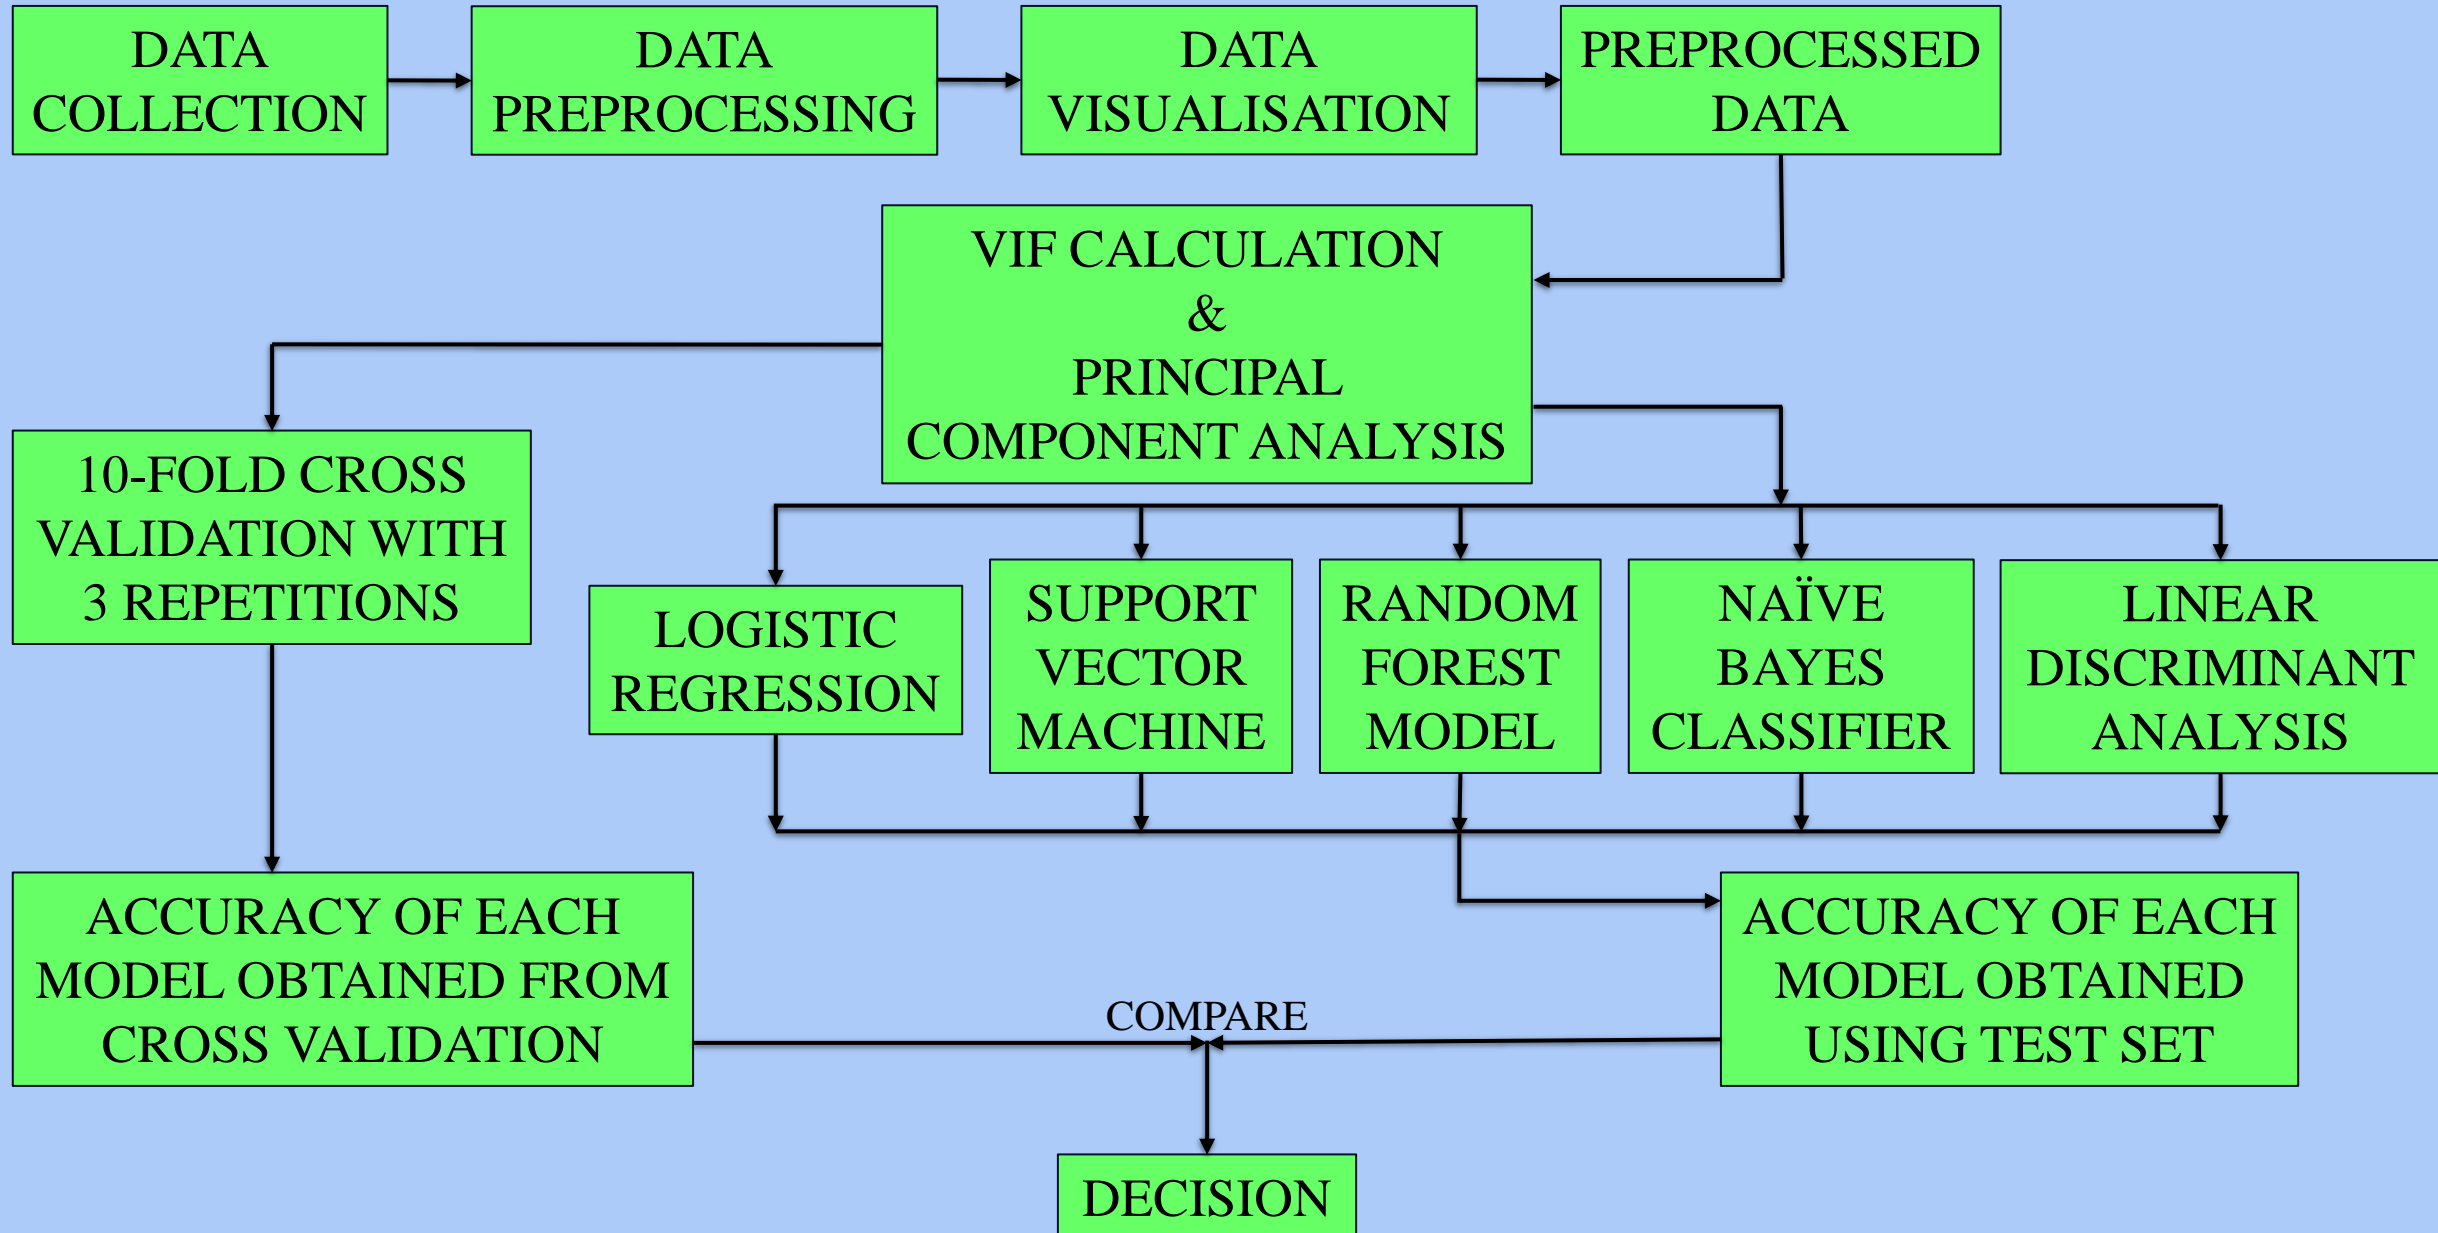 DATA
COLLECTION
DATA
PREPROCESSING
DATA
VISUALISATION
PREPROCESSED
DATA
VIF CALCULATION
&
PRINCIPAL
COMPONENT ANALYSIS
10-FOLD CROSS
VALIDATION WITH
3 REPETITIONS
LOGISTIC
REGRESSION
SUPPORT
VECTOR
MACHINE
RANDOM
FOREST
MODEL
NAÏVE
BAYES
CLASSIFIER
LINEAR
DISCRIMINANT
ANALYSIS
ACCURACY OF EACH
MODEL OBTAINED FROM
CROSS VALIDATION
COMPARE
ACCURACY OF EACH
MODEL OBTAINED
USING TEST SET
DECISION